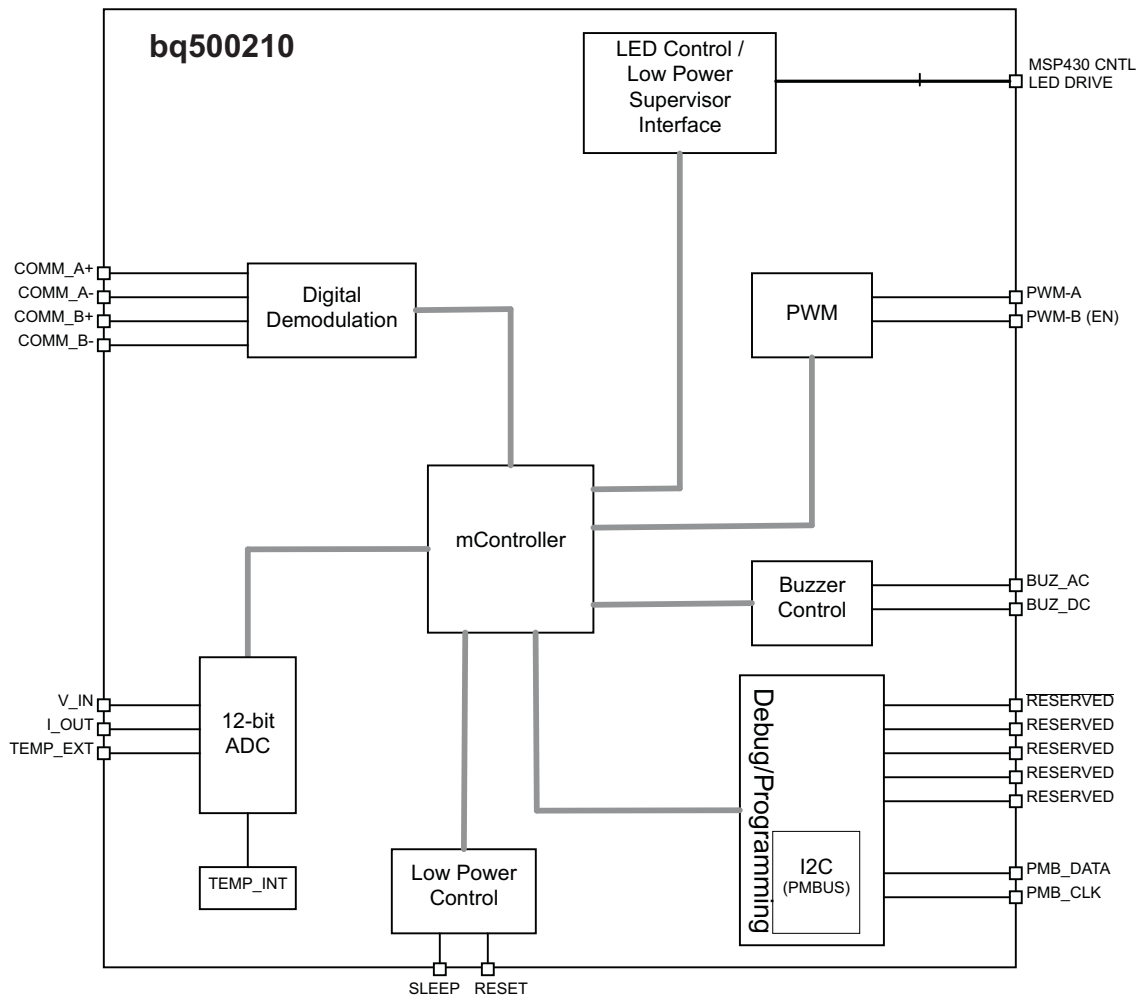 bq500210
LED Control /
Low Power
Supervisor
Interface
MSP430 CNTL
LED DRIVE
COMM_A+
COMM_A-
COMM_B+
COMM_B-
Digital
Demodulation
PWM
PWM-A
PWM-B (EN)
mController
Buzzer
Control
BUZ_AC
BUZ_DC
V_IN
I_OUT
TEMP_EXT
12-bit
ADC
TEMP_INT
Low Power
Control
SLEEP
RESET
Debug/Programming
I2C
(PMBUS)
RESERVED
RESERVED
RESERVED
RESERVED
RESERVED
PMB_DATA
PMB_CLK